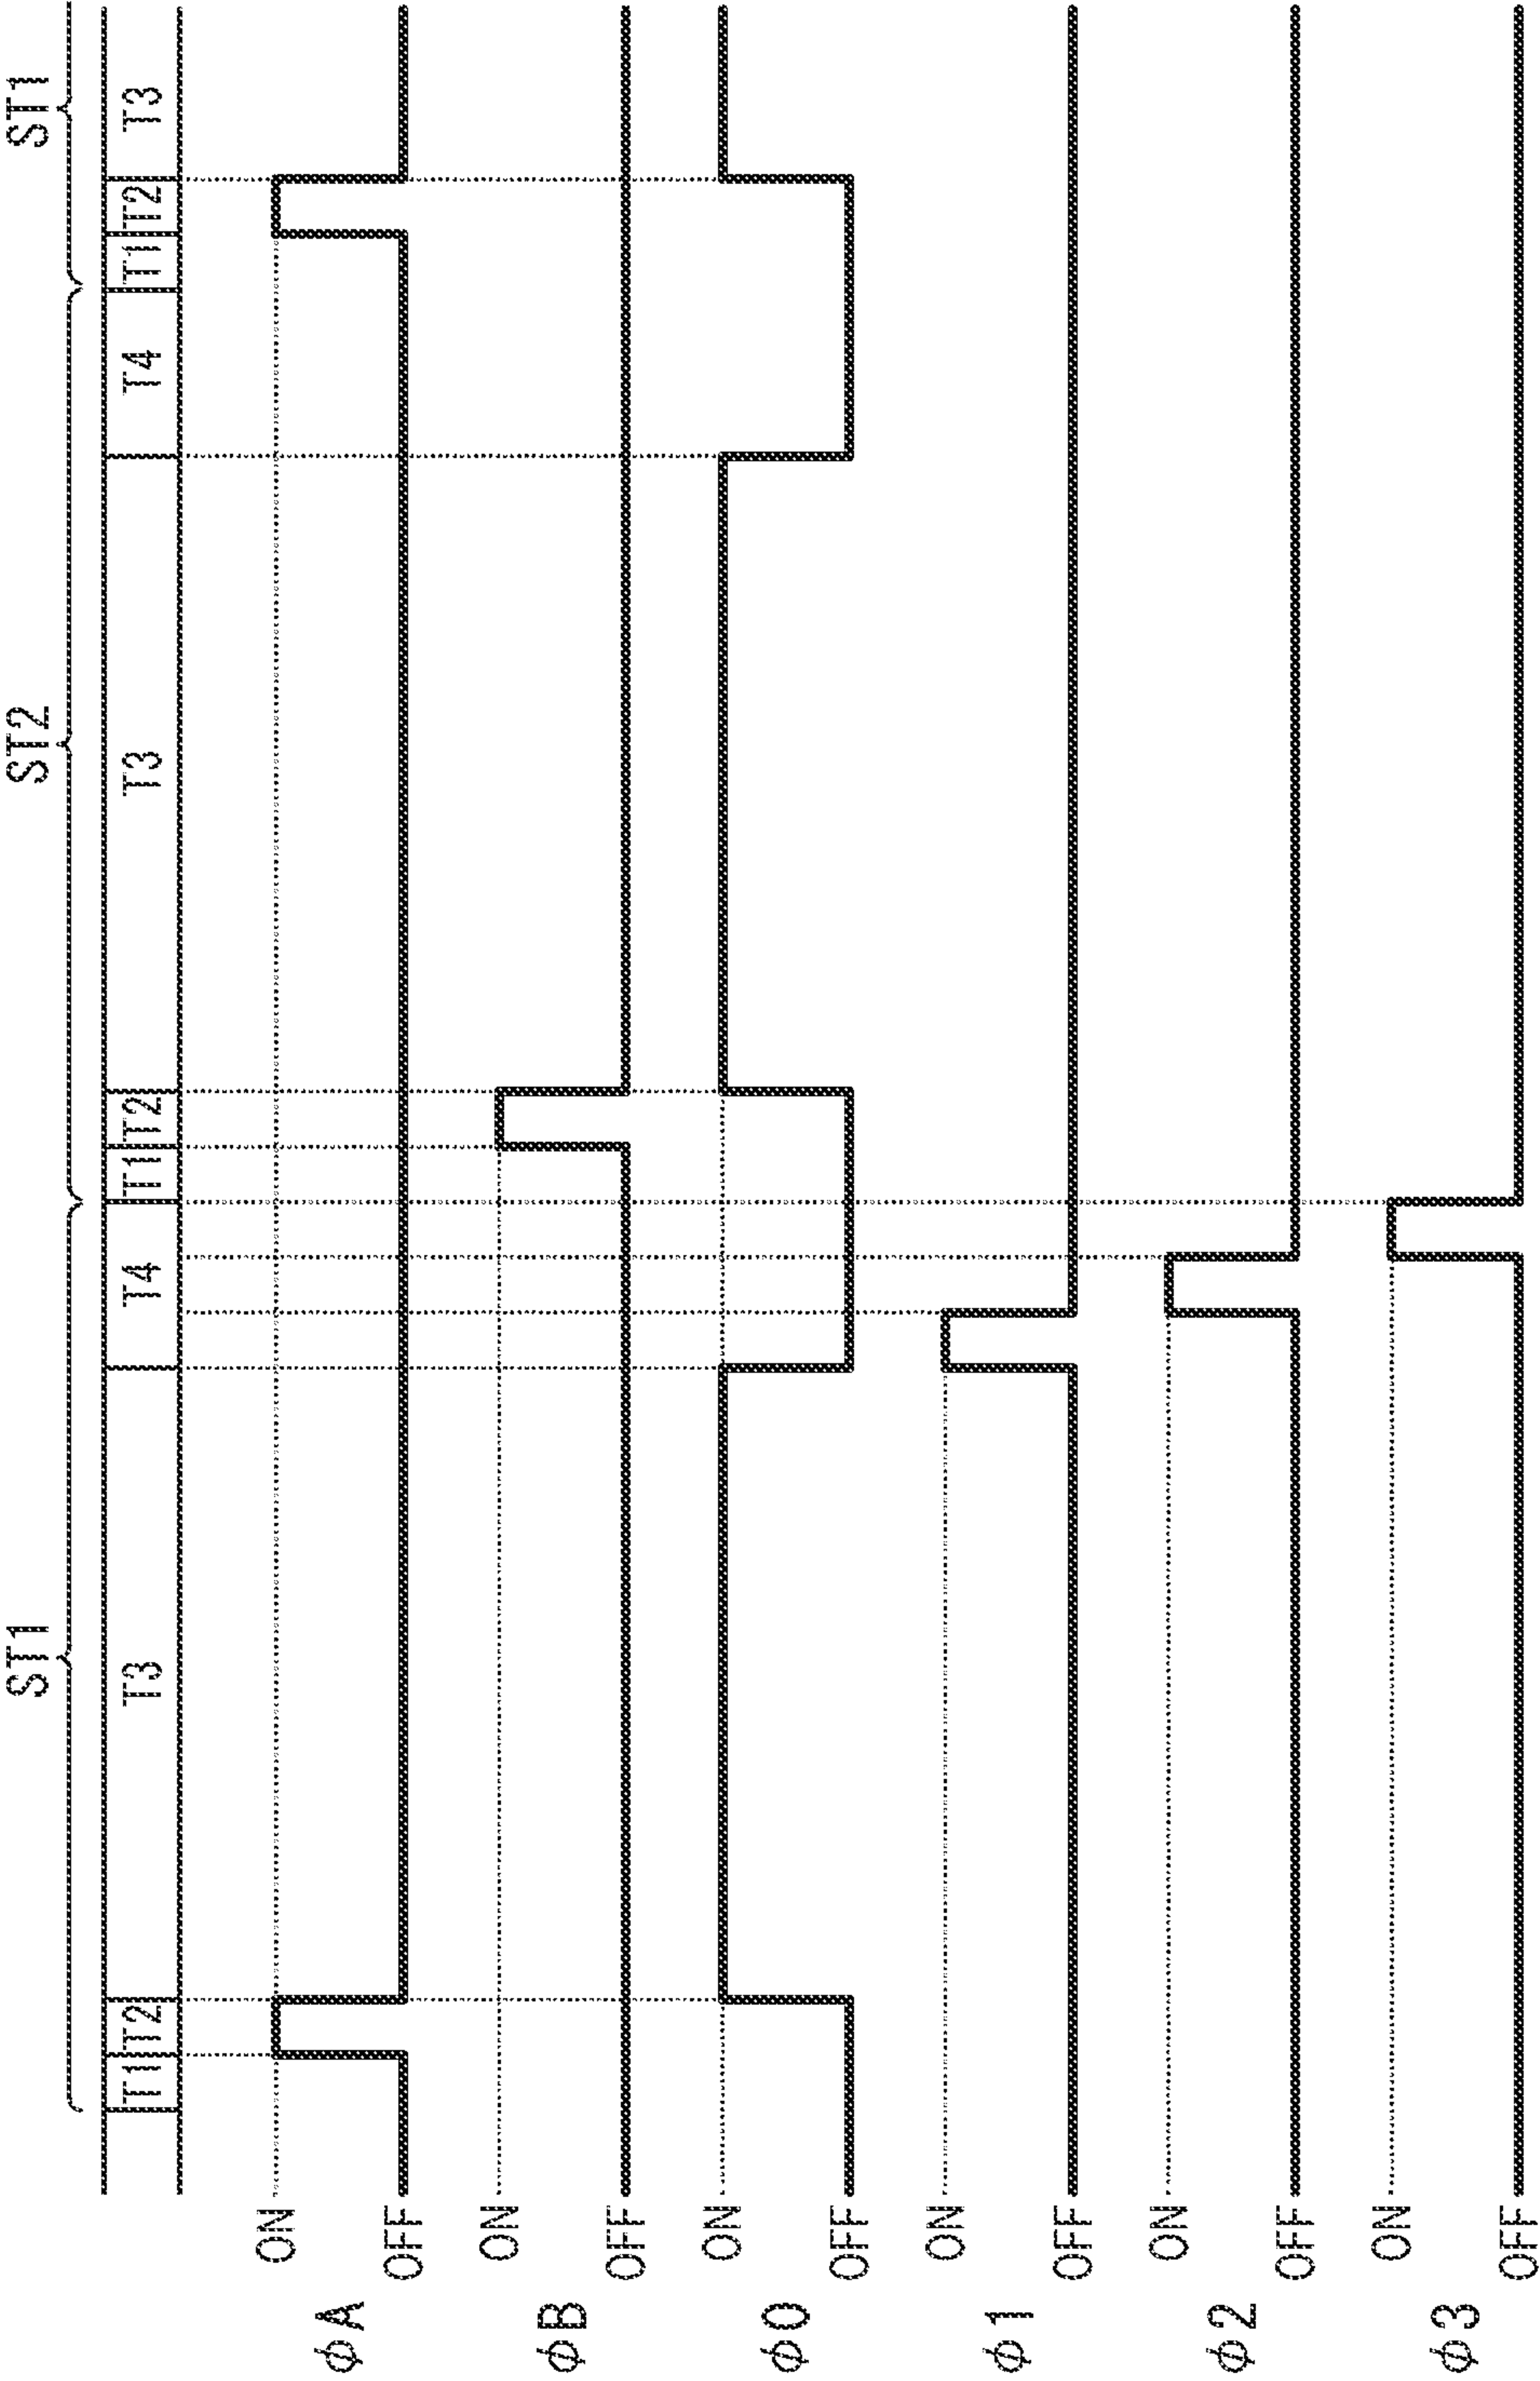 ST1 ST2 ST1
T1 T2 T3 T4 T1 T2 T3 T4 T1 T2 T3
φA ON
OFF
φB ON
OFF
φ0 ON
OFF
φ1 ON
OFF
φ2 ON
OFF
φ3 ON
OFF